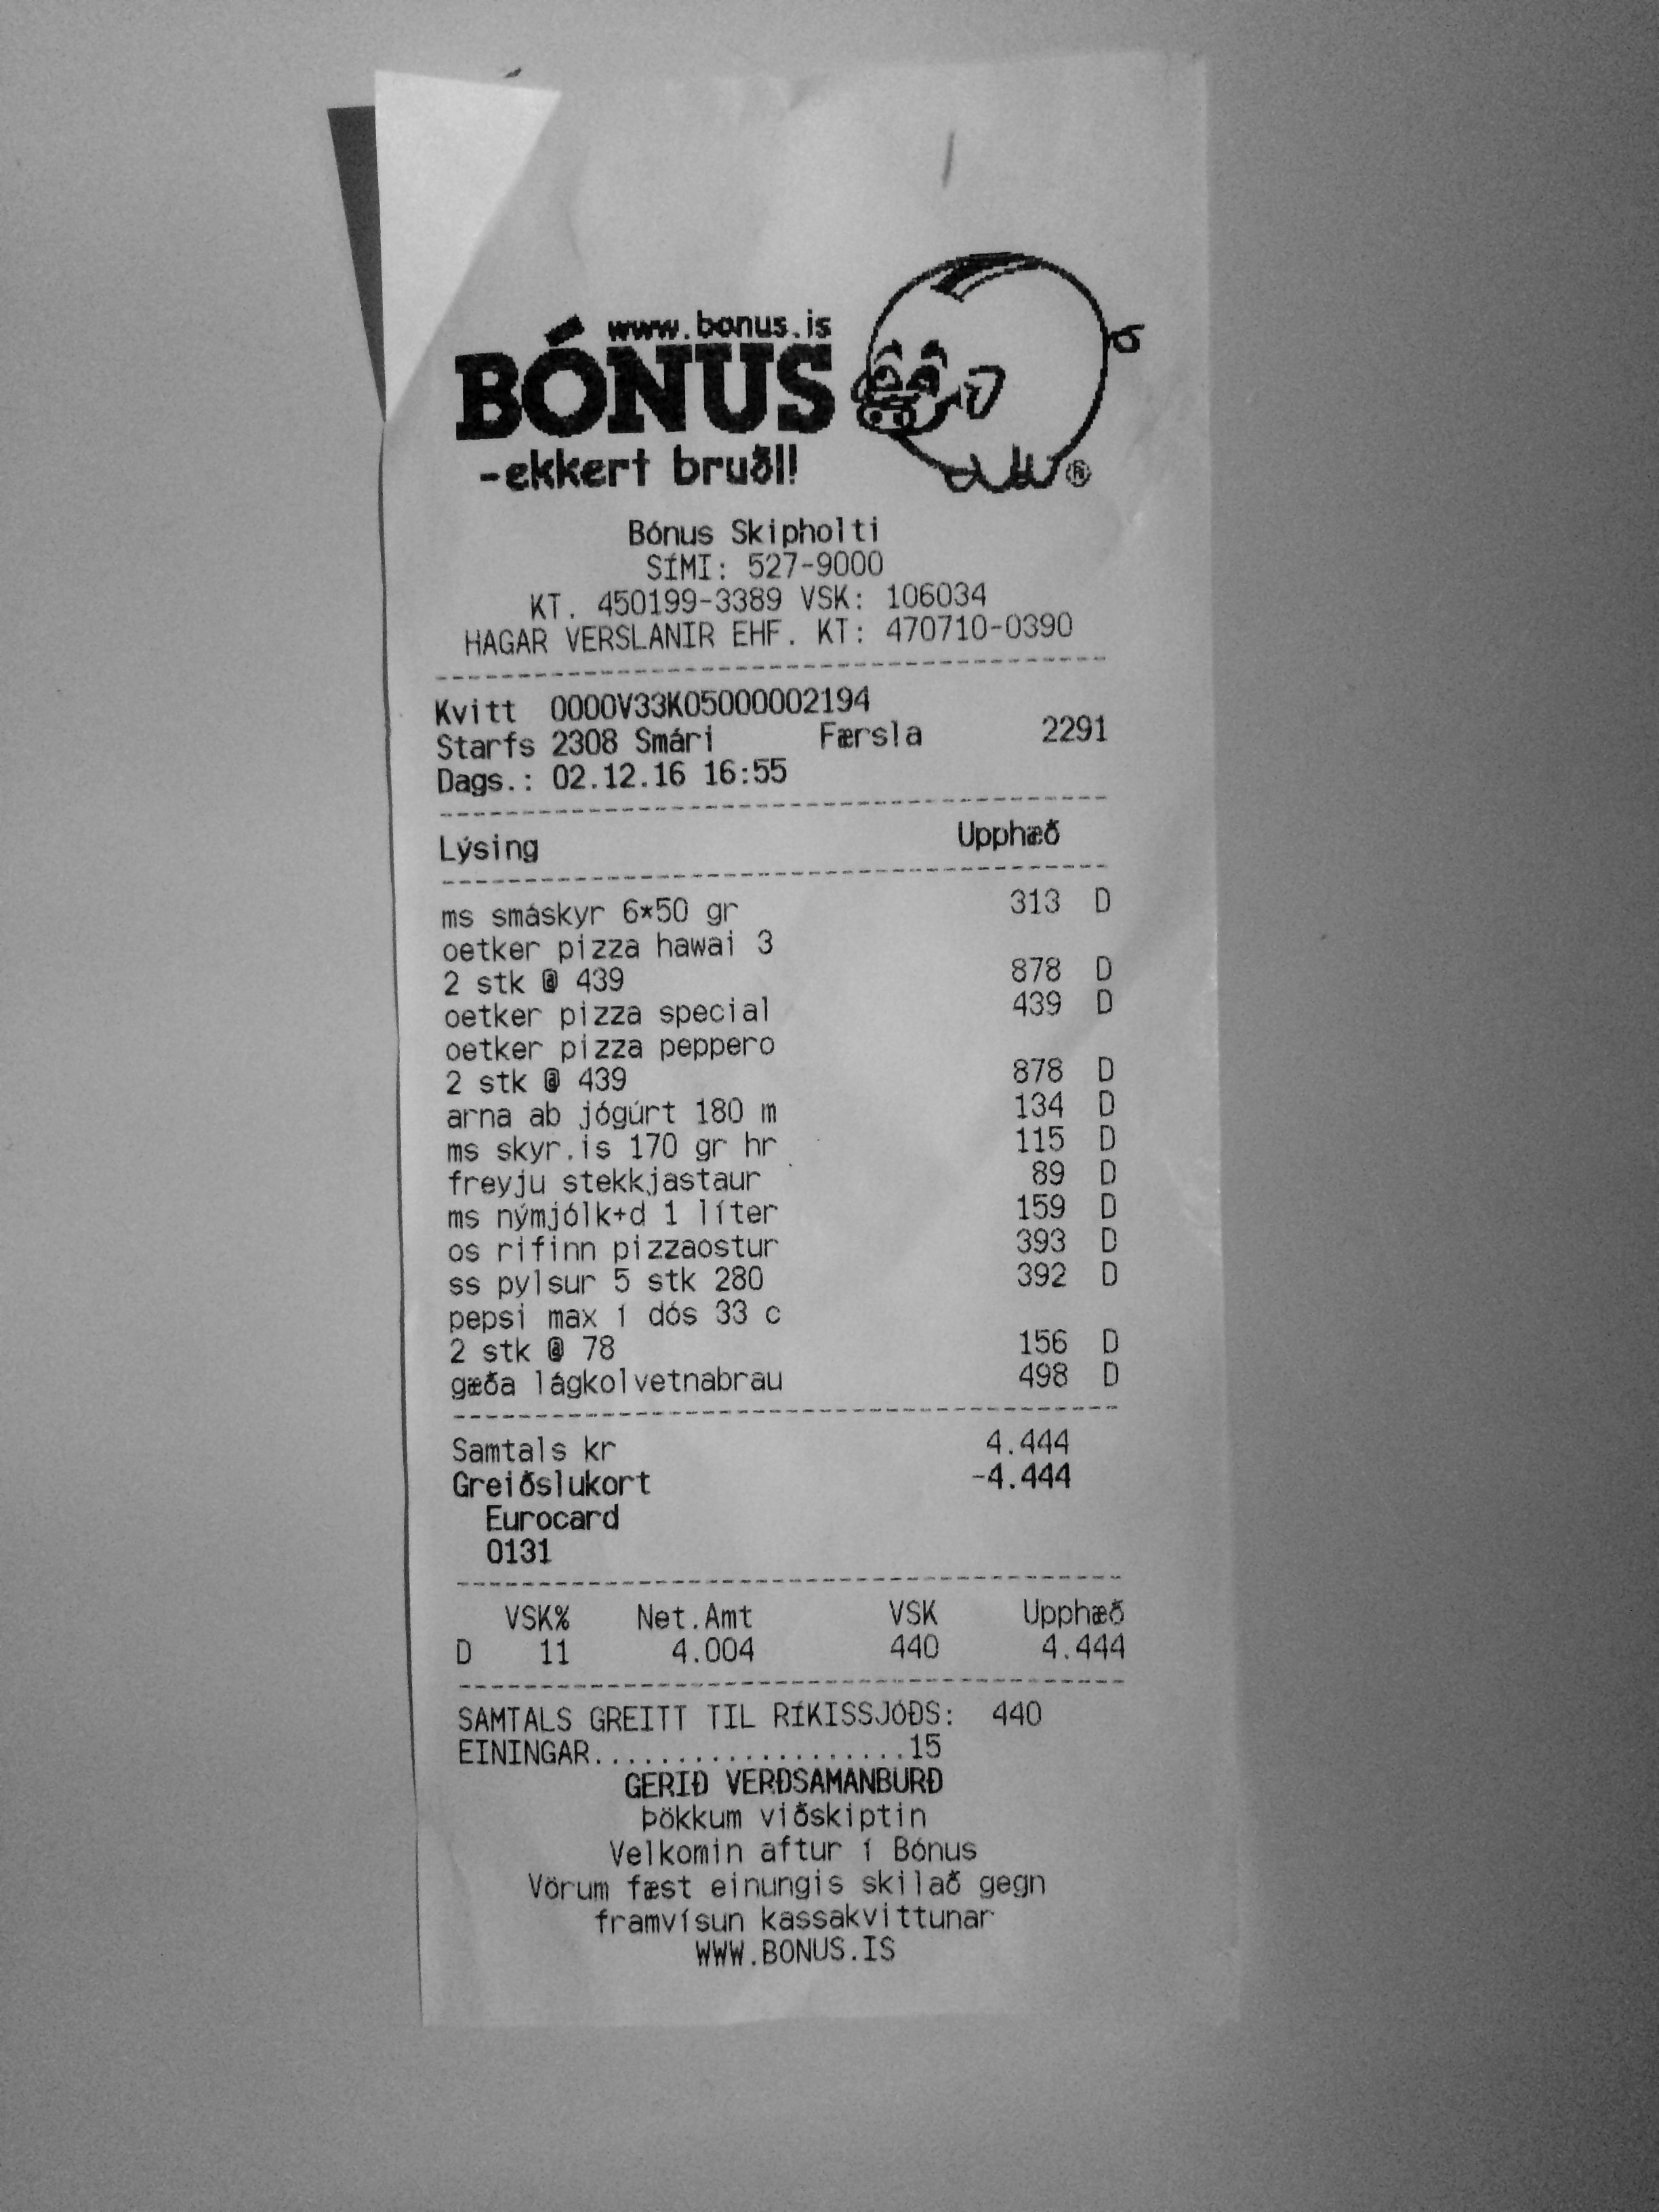 www.bonus.is
BÓNUS
-ekkert bruðl!
®
Bónus Skipholti
SÍMI: 527-9000
KT. 450199-3389 VSK: 106034
HAGAR VERSLANIR EHF. KT: 470710-0390
Kvitt 0000V33K05000002194
Starfs 2308 Smári Færsla 2291
Dags.: 02.12.16 16:55
Lýsing Upphæð
ms smáskyr 6*50 gr 313 D
oetker pizza hawai 3
2 stk @ 439 878 D
oetker pizza special 439 D
oetker pizza peppero
2 stk @ 439 878 D
arna ab jógúrt 180 m 134 D
ms skyr.is 170 gr hr 115 D
freyju stekkjastaur 89 D
ms nýmjólk+d 1 líter 159 D
os rifinn pizzaostur 393 D
ss pylsur 5 stk 280 392 D
pepsi max í dós 33 c
2 stk @ 78 156 D
gæða lágkolvetnabrau 498 D
Samtals kr 4.444
Greiðslukort -4.444
Eurocard
0131
VSK% Net.Amt VSK Upphæð
D 11 4.004 440 4.444
SAMTALS GREITT TIL RÍKISSJÓÐS: 440
EININGAR...................15
GERIÐ VERÐSAMANBURÐ
Þökkum viðskiptin
Velkomin aftur í Bónus
Vörum fæst einungis skilað gegn
framvísun kassakvittunar
WWW.BONUS.IS